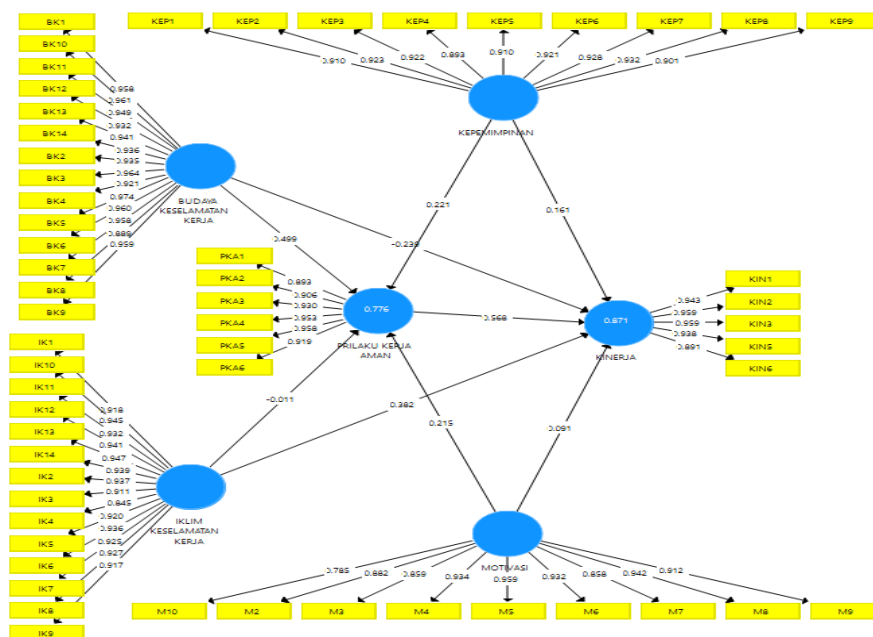 BK1
BK10
BK11
BK12
BK13
BK14
BK2
BK3
BK4
BK5
BK6
BK7
BK8
BK9
0.958
0.961
0.949
0.932
0.941
0.936
0.935
0.964
0.921
0.974
0.960
0.958
0.889
0.959
BUDAYA
KESELAMATAN
KERJA
KEP1 KEP2 KEP3 KEP4 KEP5 KEP6 KEP7 KEP8 KEP9
0.910 0.923 0.922 0.893 0.910 0.921 0.928 0.932 0.901
KEPEMIMPINAN
0.221
0.161
0.499
-0.239
PKA1
PKA2
PKA3
PKA4
PKA5
PKA6
0.893
0.906
0.930
0.953
0.958
0.919
0.776
PRILAKU KERJA
AMAN
0.568
0.871
KINERJA
0.943
0.959
0.959
0.938
0.891
KIN1
KIN2
KIN3
KIN5
KIN6
-0.011
0.382
0.215
0.091
IK1
IK10
IK11
IK12
IK13
IK14
IK2
IK3
IK4
IK5
IK6
IK7
IK8
IK9
0.918
0.945
0.932
0.941
0.947
0.939
0.937
0.911
0.845
0.920
0.936
0.925
0.927
0.917
IKLIM
KESELAMATAN
KERJA
MOTIVASI
0.785 0.882 0.859 0.934 0.959 0.932 0.858 0.942 0.912
M10 M2 M3 M4 M5 M6 M7 M8 M9